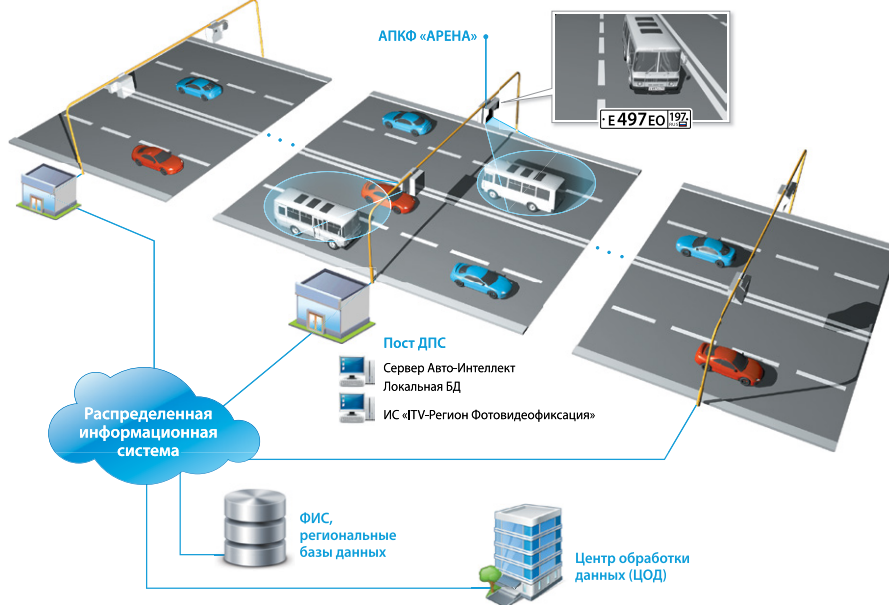 АПКФ «АРЕНА»
Е497ЕО 197
RUS
Пост ДПС
Сервер Авто-Интеллект
Локальная БД
ИС «ITV-Регион Фотовидеофиксация»
Распределенная
информационная
система
ФИС,
региональные
базы данных
Центр обработки
данных (ЦОД)